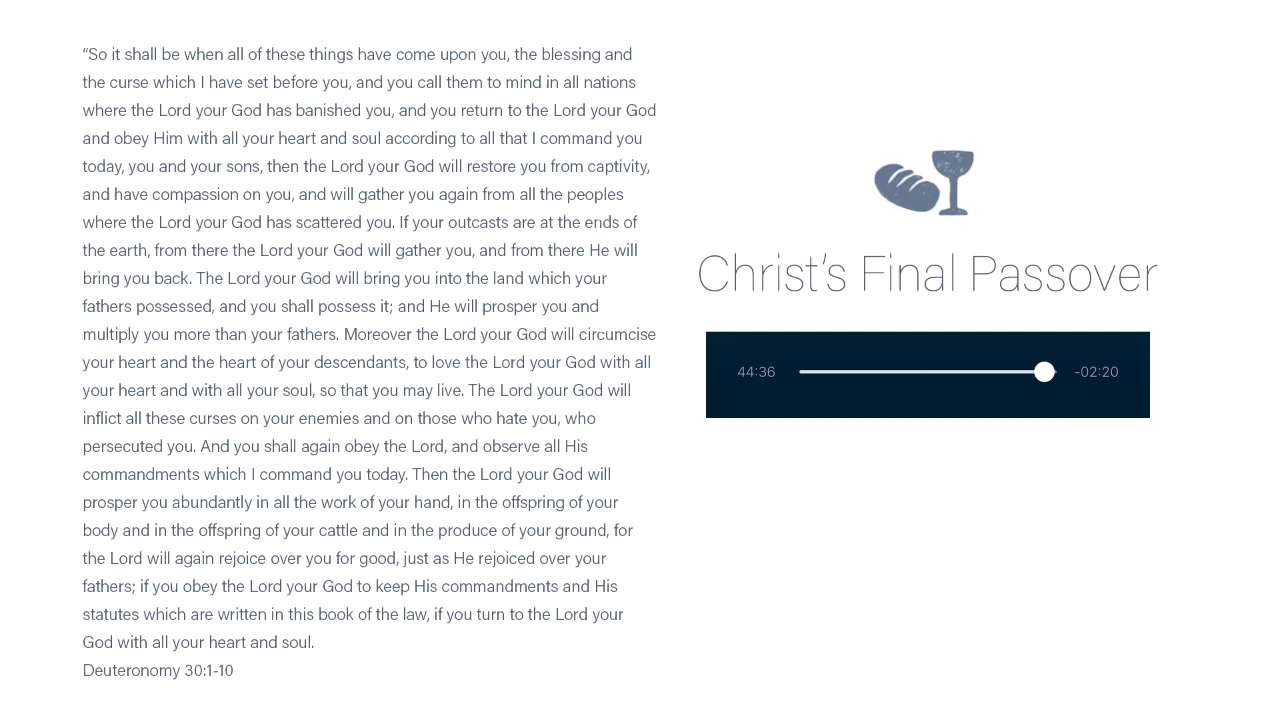 “So it shall be when all of these things have come upon you, the blessing and
the curse which I have set before you, and you call them to mind in all nations
where the Lord your God has banished you, and you return to the Lord your God
and obey Him with all your heart and soul according to all that I command you
today, you and your sons, then the Lord your God will restore you from captivity,
and have compassion on you, and will gather you again from all the peoples
where the Lord your God has scattered you. If your outcasts are at the ends of
the earth, from there the Lord your God will gather you, and from there He will
bring you back. The Lord your God will bring you into the land which your
fathers possessed, and you shall possess it; and He will prosper you and
multiply you more than your fathers. Moreover the Lord your God will circumcise
your heart and the heart of your descendants, to love the Lord your God with all
your heart and with all your soul, so that you may live. The Lord your God will
inflict all these curses on your enemies and on those who hate you, who
persecuted you. And you shall again obey the Lord, and observe all His
commandments which I command you today. Then the Lord your God will
prosper you abundantly in all the work of your hand, in the offspring of your
body and in the offspring of your cattle and in the produce of your ground, for
the Lord will again rejoice over you for good, just as He rejoiced over your
fathers; if you obey the Lord your God to keep His commandments and His
statutes which are written in this book of the law, if you turn to the Lord your
God with all your heart and soul.
Deuteronomy 30:1-10
Christ’s Final Passover
44:36
-02:20